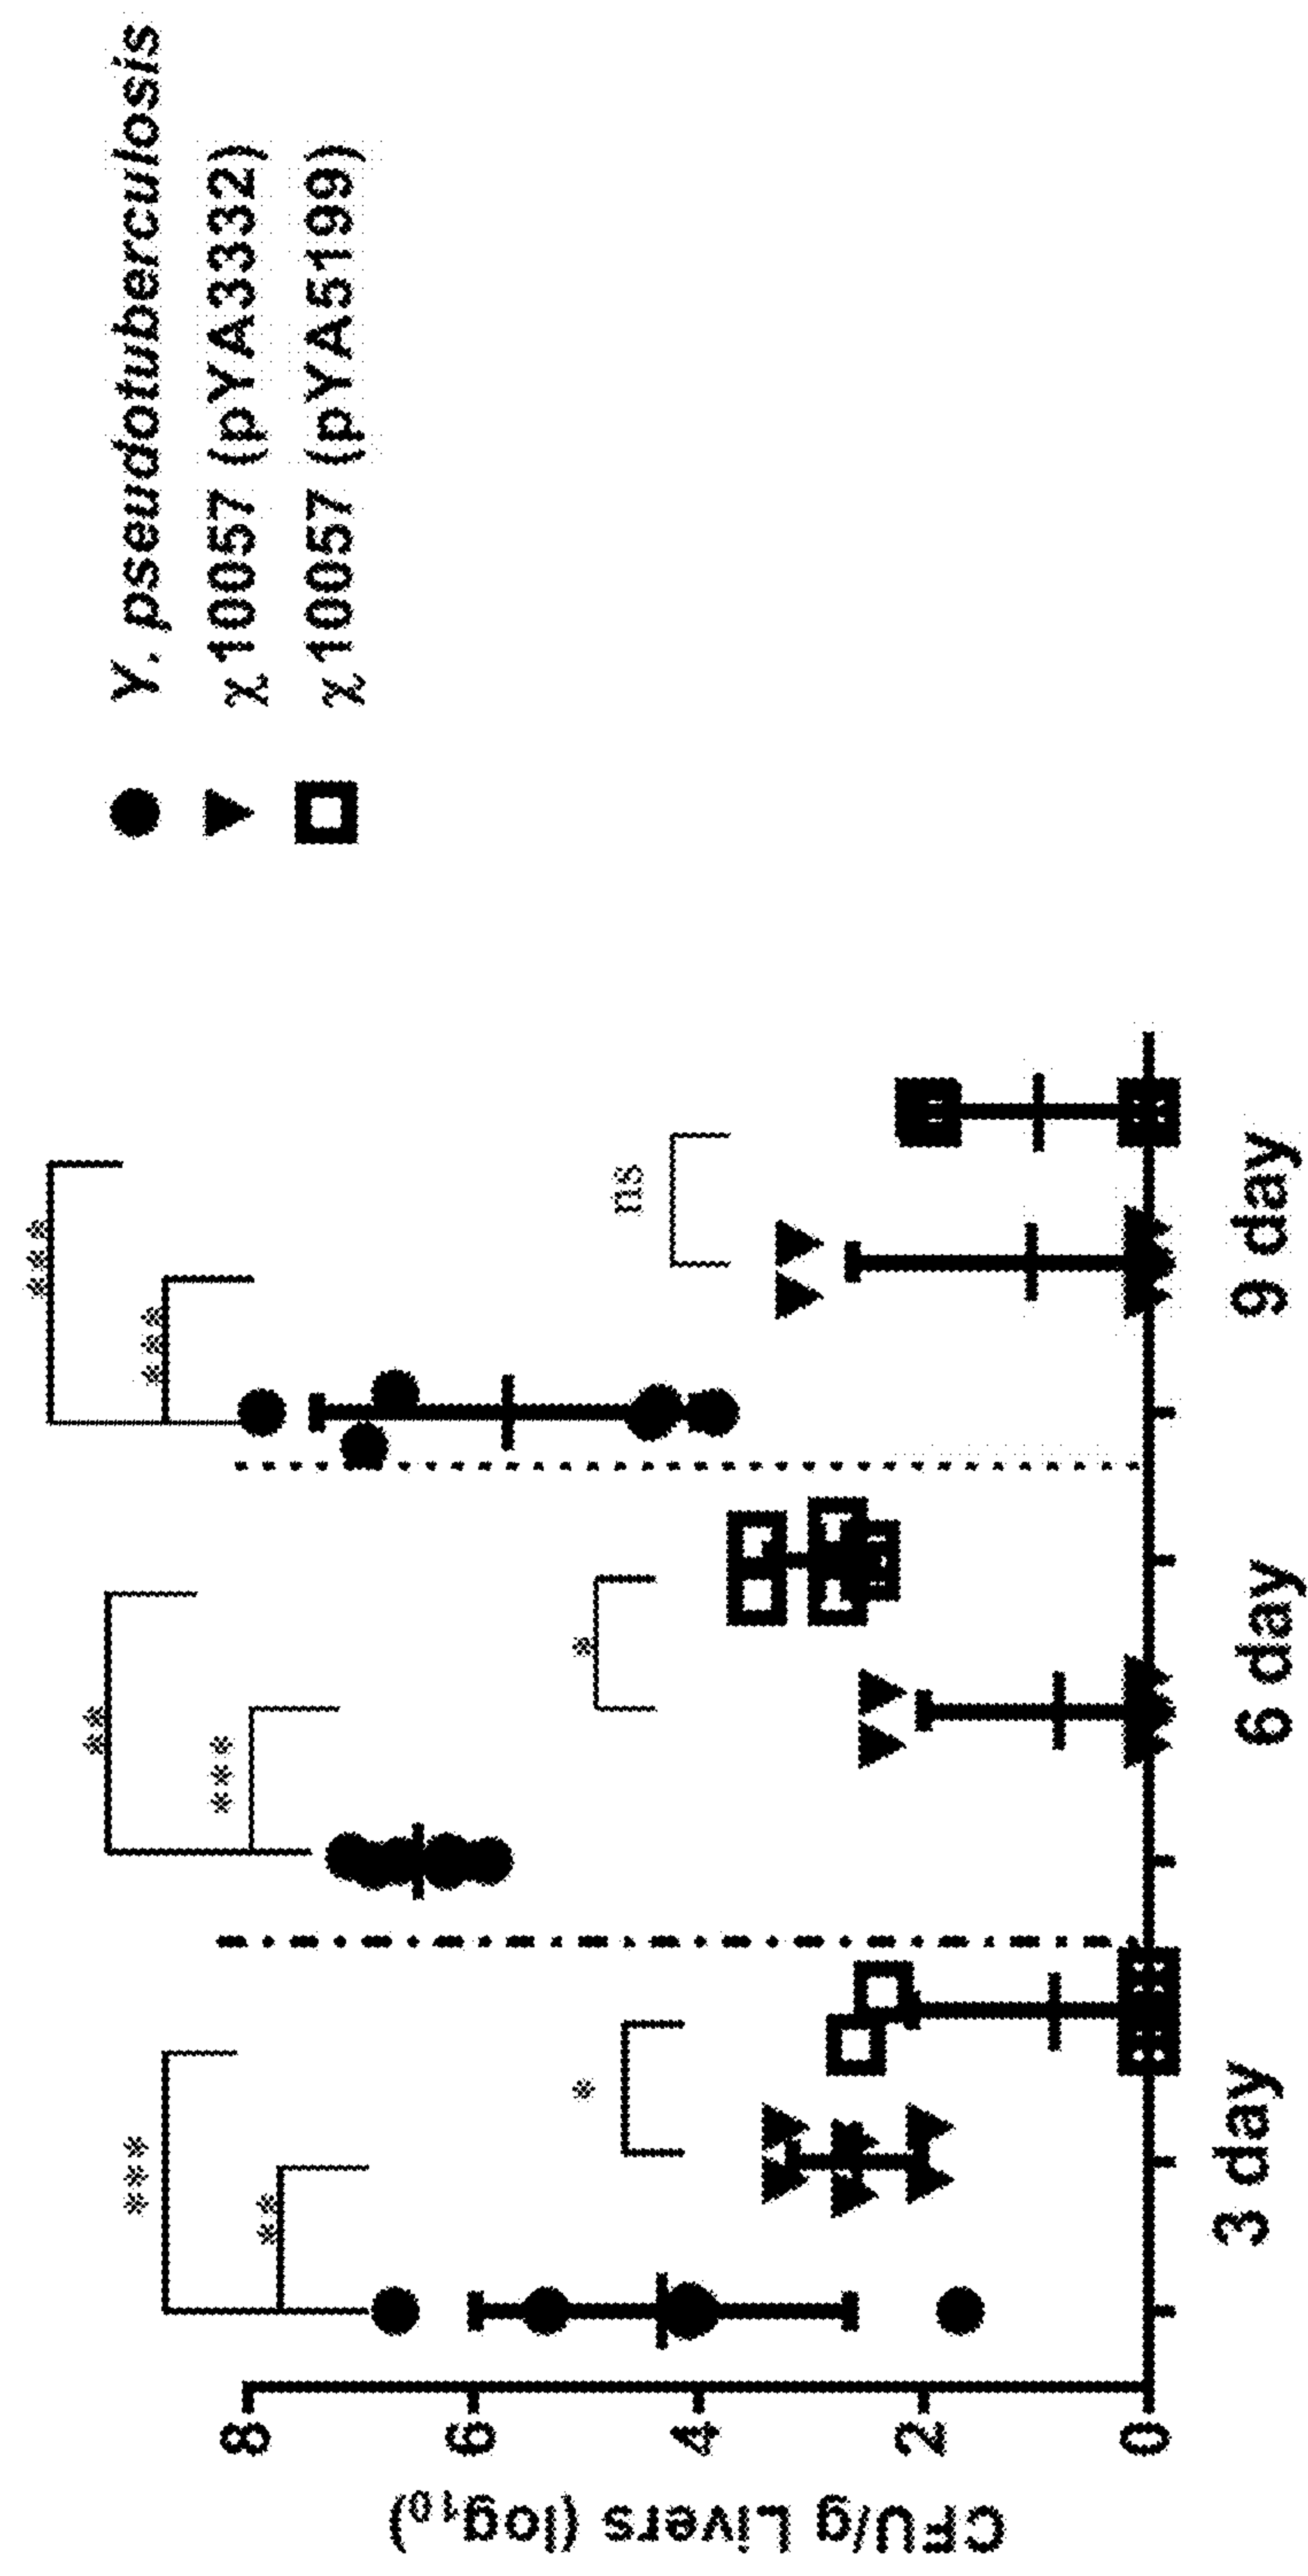 Y, pseudotuberculosis
χ10057 (pYA3332)
χ10057 (pYA5199)
CFU/g Livers (log10)
8
6
4
2
0
***
**
*
**
***
*
***
***
ns
3 day
6 day
9 day